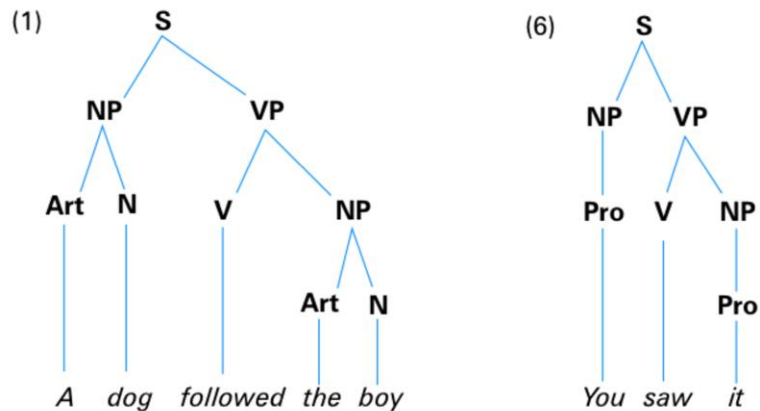 (1) S (6) S
NP VP NP VP
Art N V NP Pro V NP
Art N Pro
A dog followed the boy You saw it